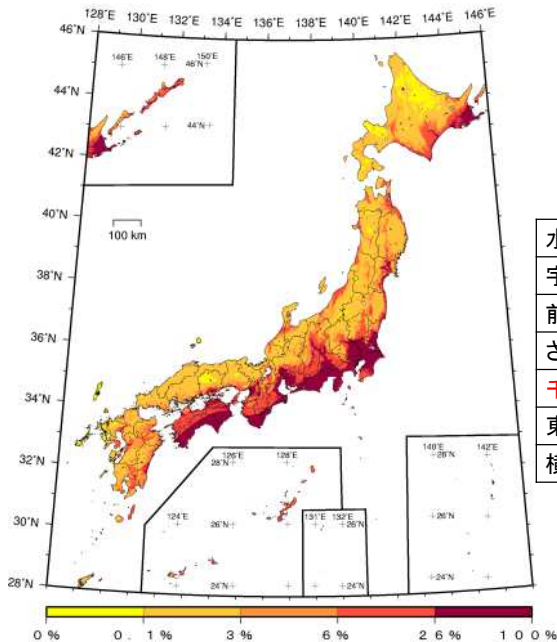 128°E 130°E 132°E 134°E 136°E 138°E 140°E 142°E 144°E 146°E
46°N
146°E 148°E 150°E
46°N
44°N
44°N
42°N
40°N
100 km
38°N
36°N
34°N
32°N
30°N
28°N
126°E 128°E
28°N
124°E
26°N
24°N
131°E 132°E
26°N
24°N
140°E 142°E
28°N
26°N
24°N
0% 0.1% 3% 6% 26% 100%
水
宇
前
さ
千
東
横